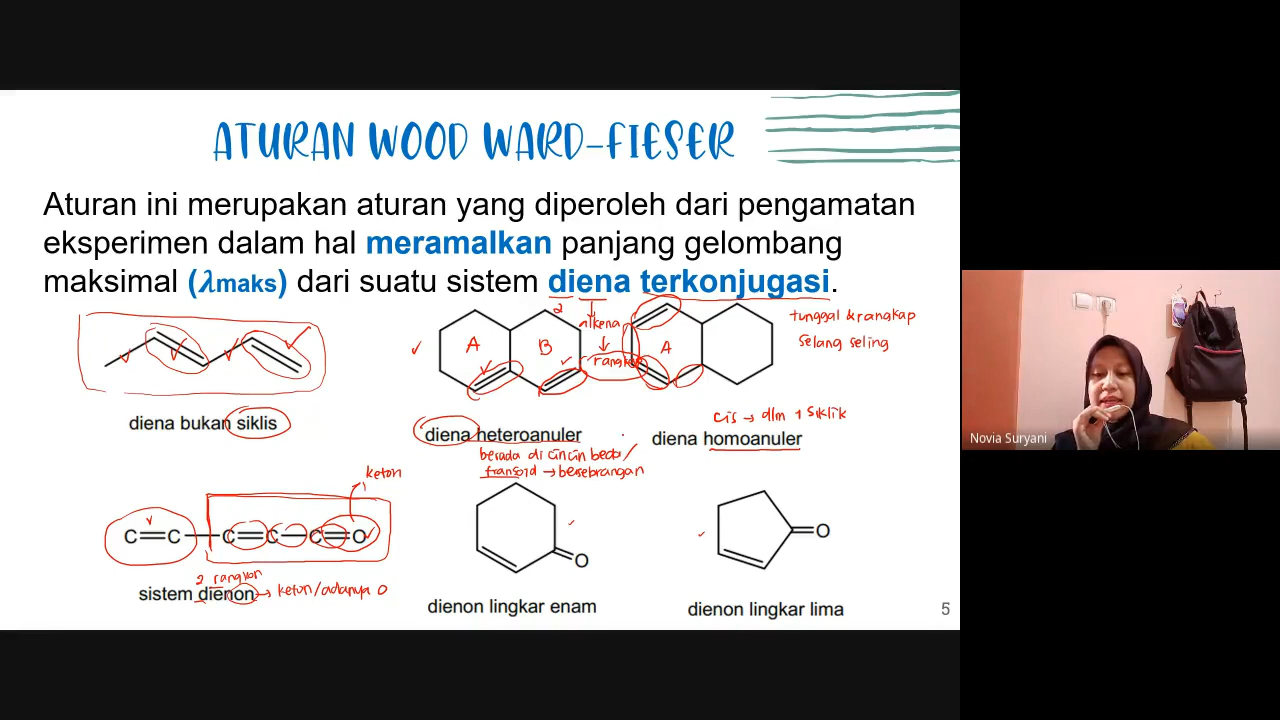 ATURAN WOOD WARD-FIESER
Aturan ini merupakan aturan yang diperoleh dari pengamatan
eksperimen dalam hal meramalkan panjang gelombang
maksimal (λmaks) dari suatu sistem diena terkonjugasi.
2
alkena
rangkap
A
B
A
tunggal & rangkap
selang seling
diena bukan siklis
diena heteroanuler
cis → dlm 1 siklik
diena homoanuler
berada di cincin beda/
transoid → bersebrangan
keton
C=C—C=C—C=O
2 rangkap
sistem dienon → keton/adanya O
O
dienon lingkar enam
O
dienon lingkar lima
5
Novia Suryani